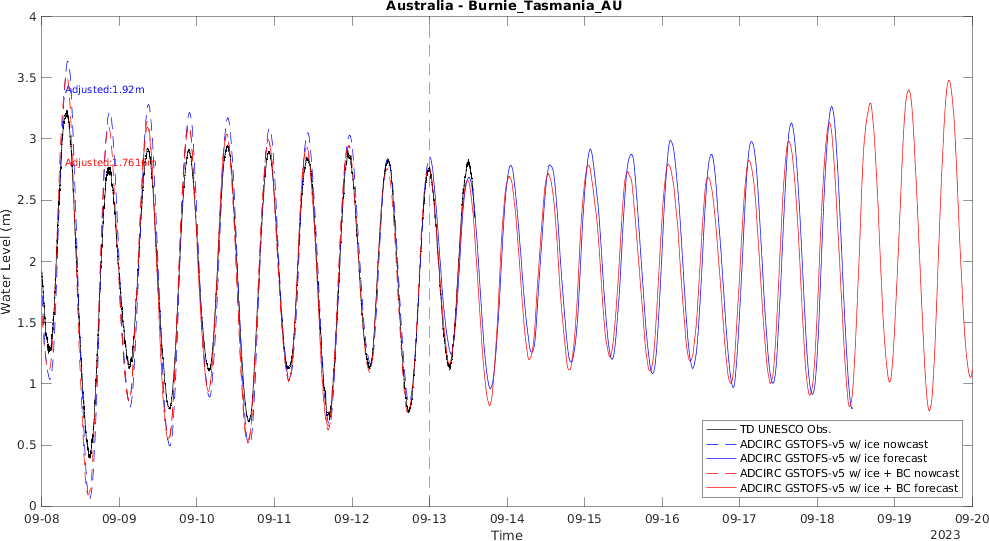 Australia - Burnie_Tasmania_AU
4
3.5
Adjusted:1.92m
3
Adjusted:1.761m
2.5
Water Level (m)
2
1.5
1
0.5
0
TD UNESCO Obs.
ADCIRC GSTOFS-v5 w/ ice nowcast
ADCIRC GSTOFS-v5 w/ ice forecast
ADCIRC GSTOFS-v5 w/ ice + BC nowcast
ADCIRC GSTOFS-v5 w/ ice + BC forecast
09-08 09-09 09-10 09-11 09-12 09-13 09-14 09-15 09-16 09-17 09-18 09-19 09-20
Time
2023